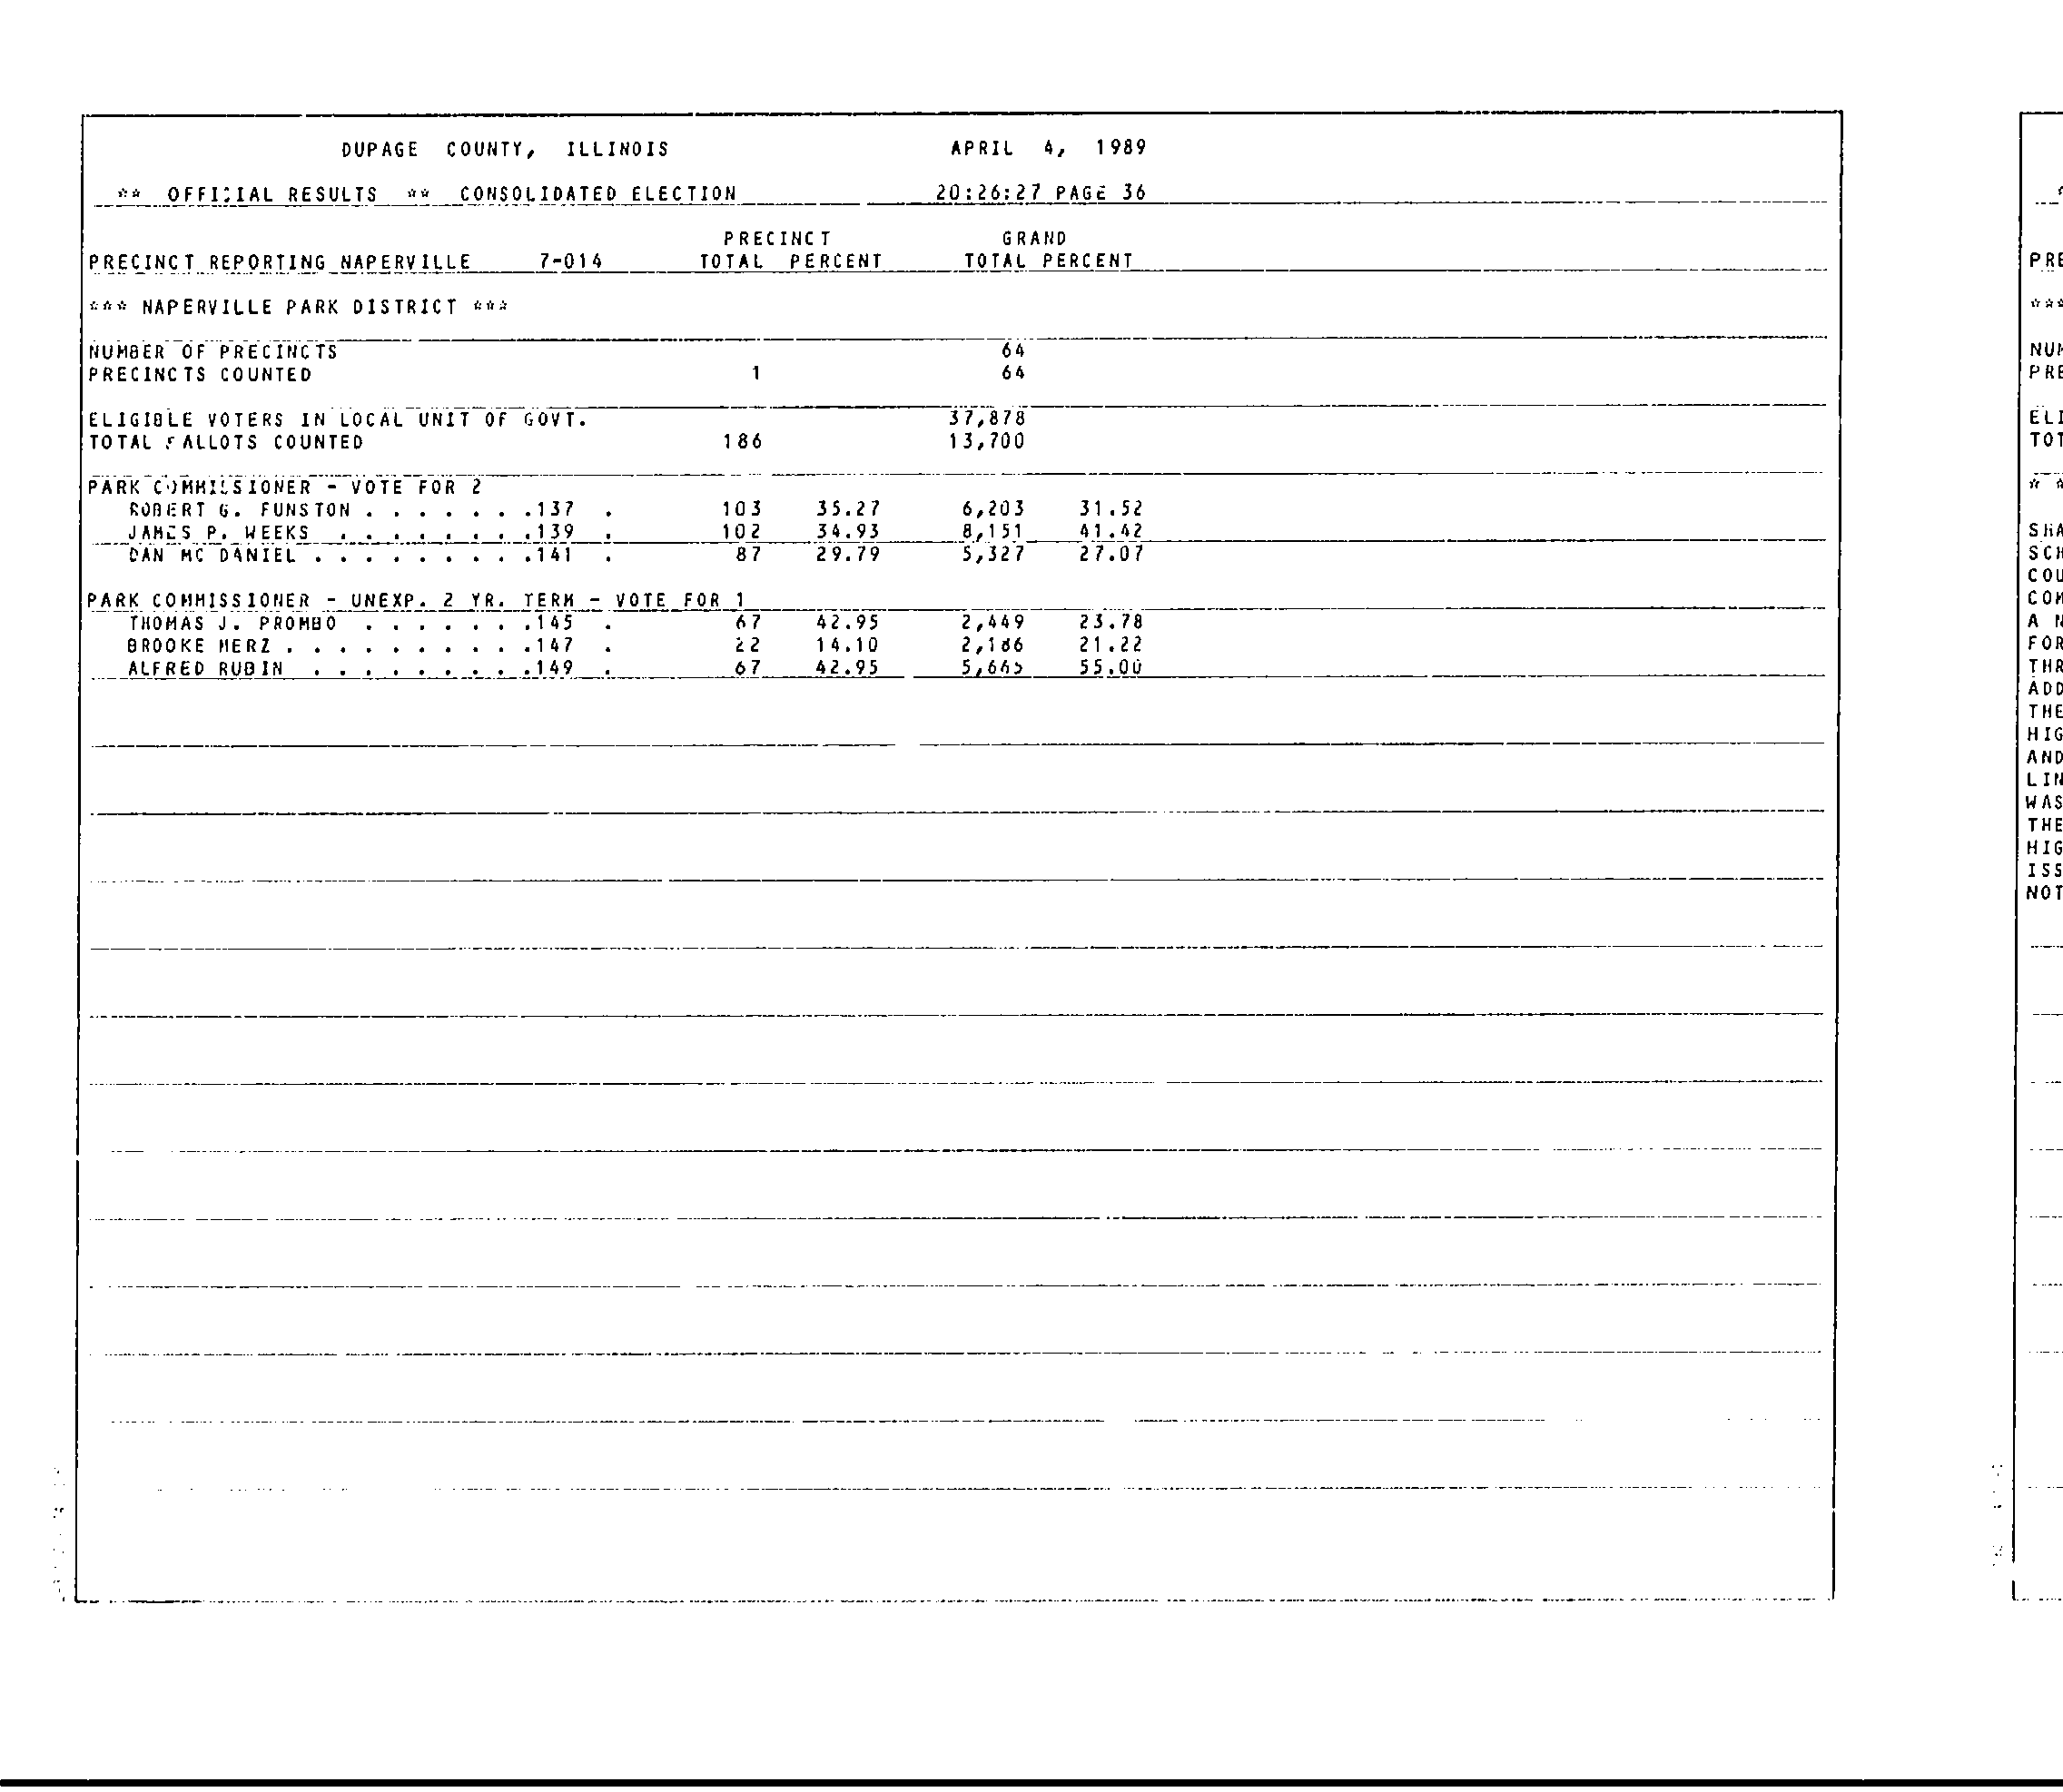 DUPAGE COUNTY, ILLINOIS APRIL 4, 1989
** OFFICIAL RESULTS ** CONSOLIDATED ELECTION 20:26:27 PAGE 36
PRECINCT GRAND
PRECINCT REPORTING NAPERVILLE 7-014 TOTAL PERCENT TOTAL PERCENT
*** NAPERVILLE PARK DISTRICT ***
NUMBER OF PRECINCTS 64
PRECINCTS COUNTED 1 64
ELIGIBLE VOTERS IN LOCAL UNIT OF GOVT. 37,878
TOTAL BALLOTS COUNTED 186 13,700
PARK COMMISSIONER - VOTE FOR 2
ROBERT G. FUNSTON . . . . . . .137 . 103 35.27 6,203 31.52
JAMES P. WEEKS . . . . . . . .139 . 102 34.93 8,151 41.42
DAN MC DANIEL . . . . . . . . .141 . 87 29.79 5,327 27.07
PARK COMMISSIONER - UNEXP. 2 YR. TERM - VOTE FOR 1
THOMAS J. PROMBO . . . . . . .145 . 67 42.95 2,449 23.78
BROOKE MERZ . . . . . . . . . .147 . 22 14.10 2,186 21.22
ALFRED RUBIN . . . . . . . . .149 . 67 42.95 5,665 55.00
PRE
***
NUM
PRE
ELI
TOT
* *
SHA
SCH
COU
COM
A N
FOR
THR
ADD
THE
HIG
AND
LIN
WAS
THE
HIG
ISS
NOT